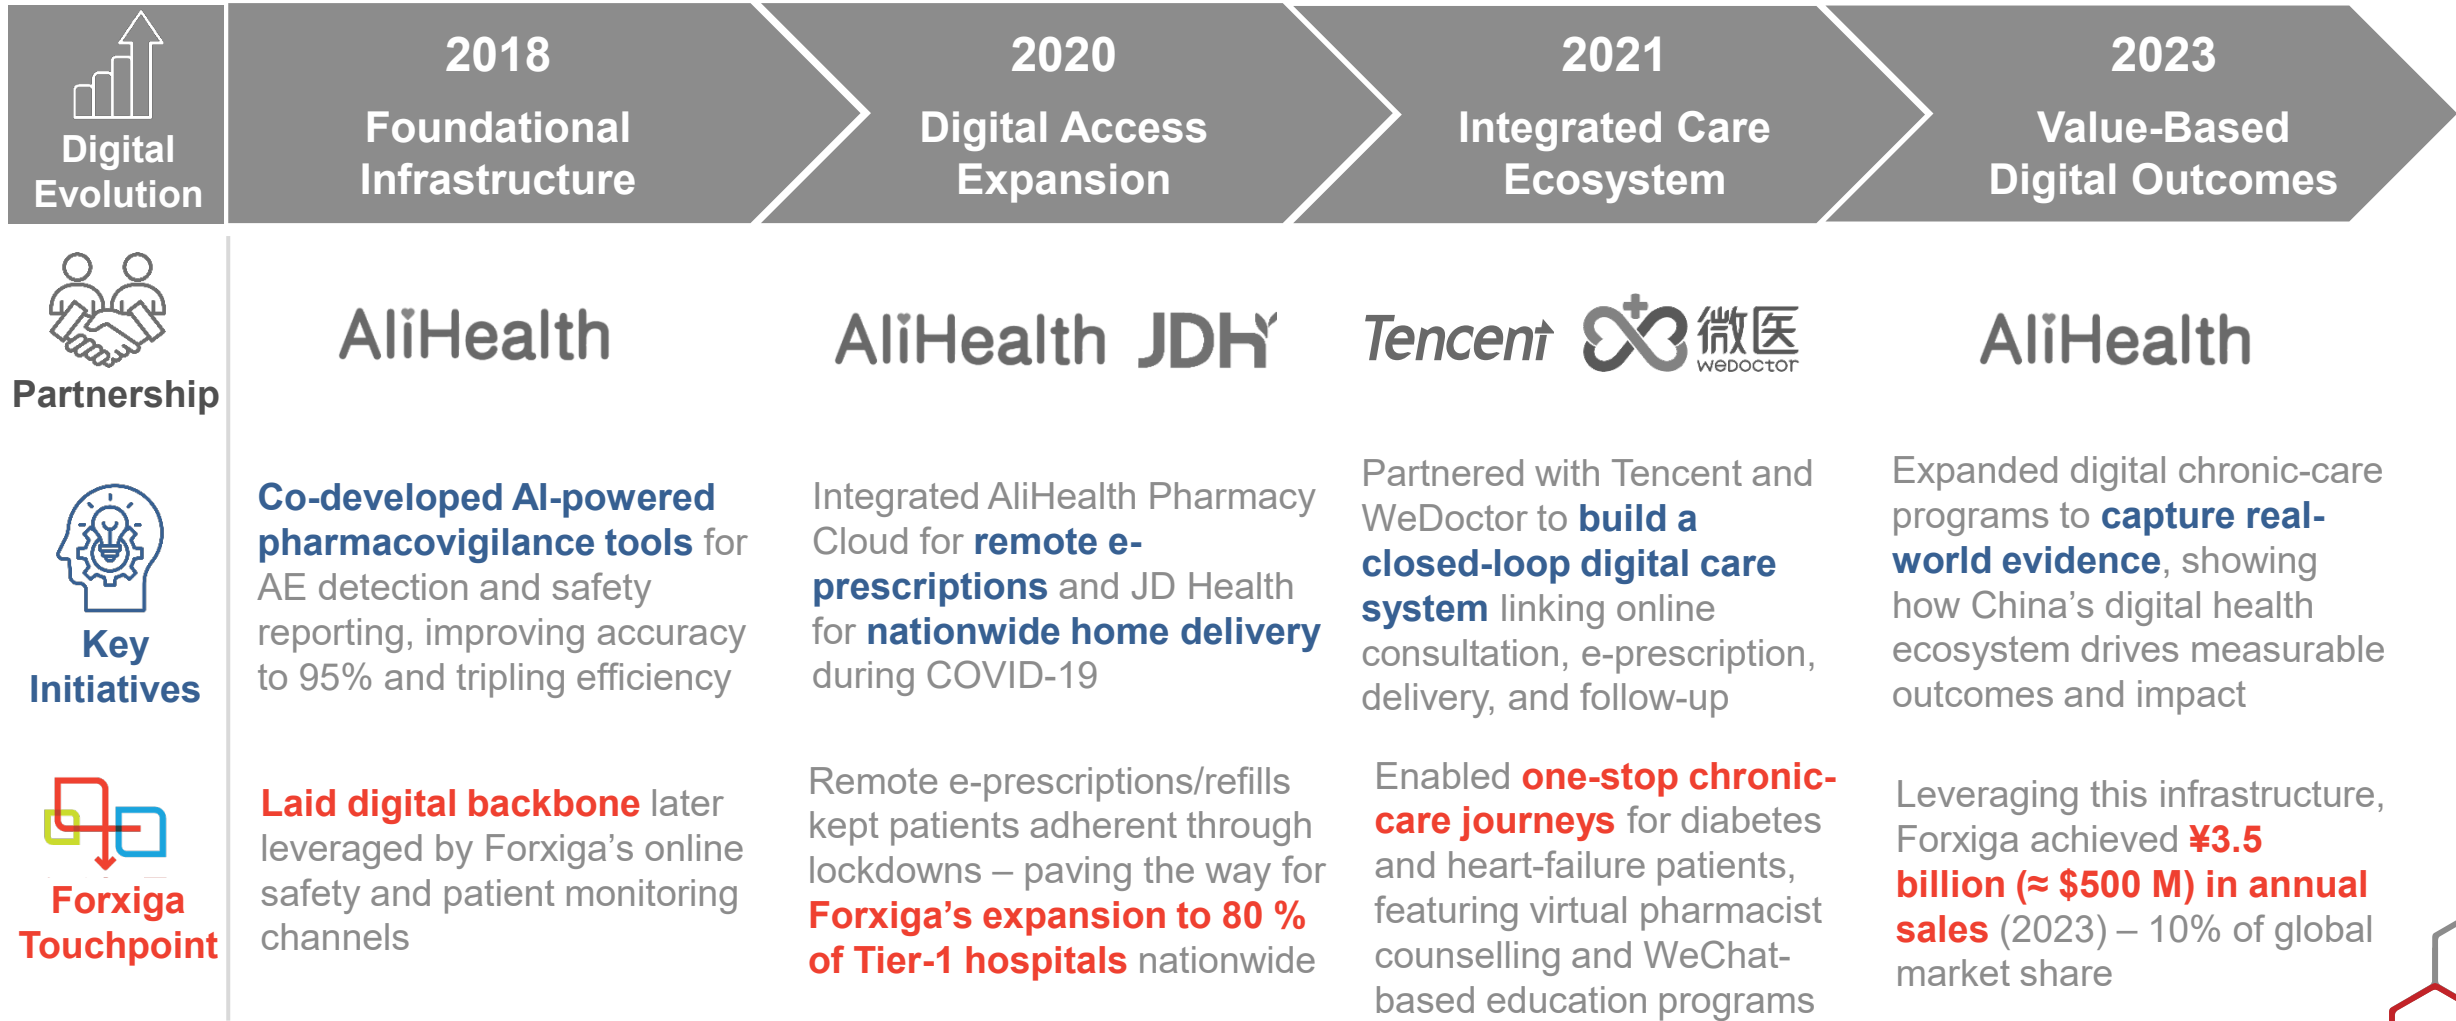 Digital
Evolution
2018
Foundational
Infrastructure
2020
Digital Access
Expansion
2021
Integrated Care
Ecosystem
2023
Value-Based
Digital Outcomes
Partnership
AliHealth
AliHealth JDH
Tencent 微医
WeDoctor
AliHealth
Key
Initiatives
Co-developed AI-powered
pharmacovigilance tools for
AE detection and safety
reporting, improving accuracy
to 95% and tripling efficiency
Integrated AliHealth Pharmacy
Cloud for remote e-
prescriptions and JD Health
for nationwide home delivery
during COVID-19
Partnered with Tencent and
WeDoctor to build a
closed-loop digital care
system linking online
consultation, e-prescription,
delivery, and follow-up
Expanded digital chronic-care
programs to capture real-
world evidence, showing
how China's digital health
ecosystem drives measurable
outcomes and impact
Forxiga
Touchpoint
Laid digital backbone later
leveraged by Forxiga's online
safety and patient monitoring
channels
Remote e-prescriptions/refills
kept patients adherent through
lockdowns – paving the way for
Forxiga's expansion to 80 %
of Tier-1 hospitals nationwide
Enabled one-stop chronic-
care journeys for diabetes
and heart-failure patients,
featuring virtual pharmacist
counselling and WeChat-
based education programs
Leveraging this infrastructure,
Forxiga achieved ¥3.5
billion (≈ $500 M) in annual
sales (2023) – 10% of global
market share